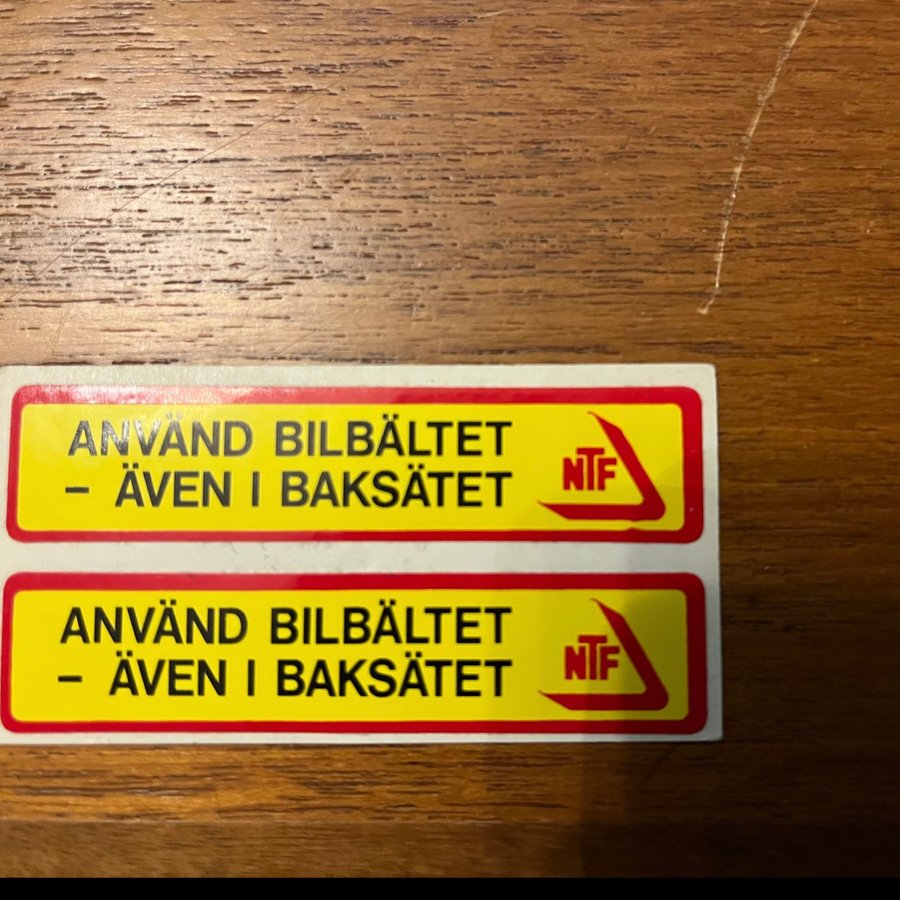 ANVÄND BILBÄLTET
– ÄVEN I BAKSÄTET
NTF
ANVÄND BILBÄLTET
– ÄVEN I BAKSÄTET
NTF